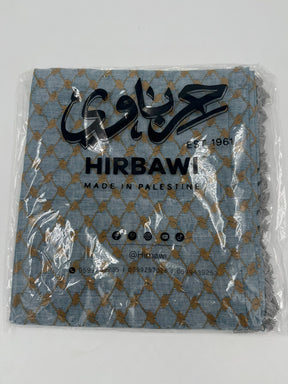 حرباوي
EST 1961
HIRBAWI
MADE IN PALESTINE
@Hirbawi